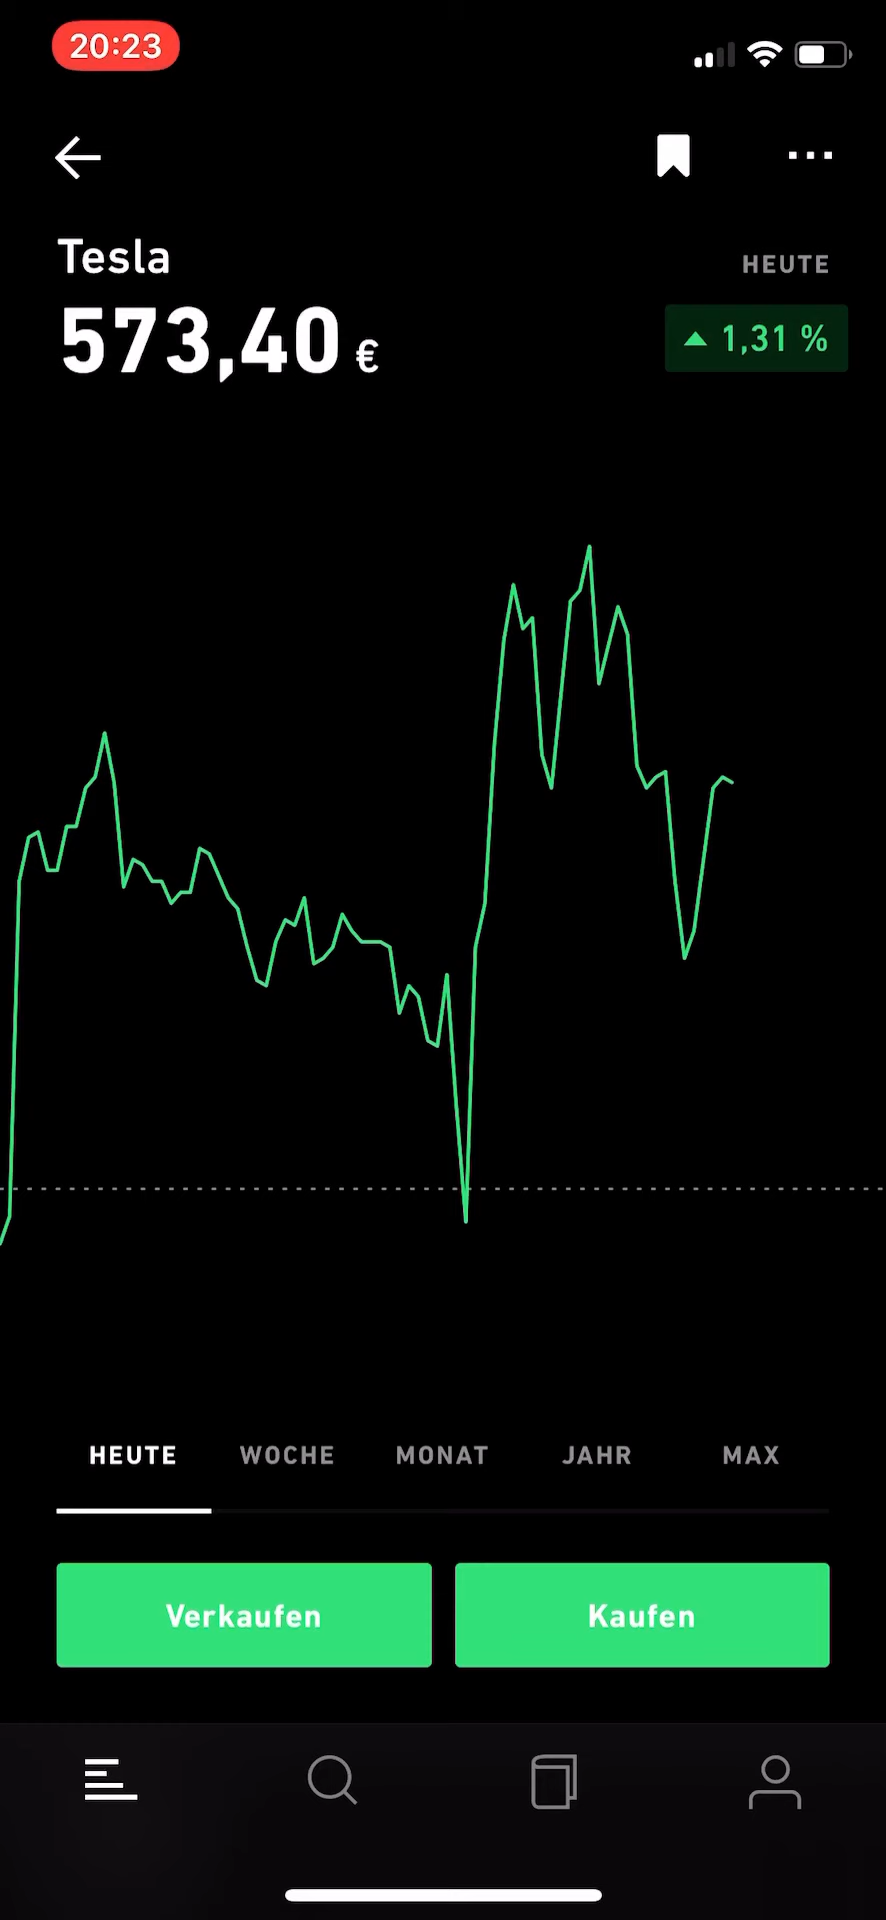 20:23
Tesla
HEUTE
573,40 €
1,31 %
HEUTE WOCHE MONAT JAHR MAX
Verkaufen Kaufen